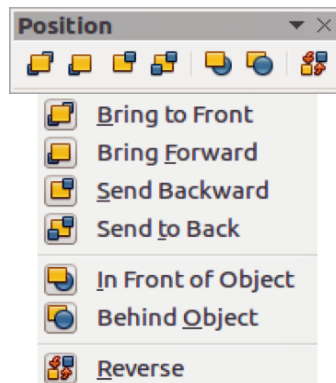 Position
Bring to Front
Bring Forward
Send Backward
Send to Back
In Front of Object
Behind Object
Reverse